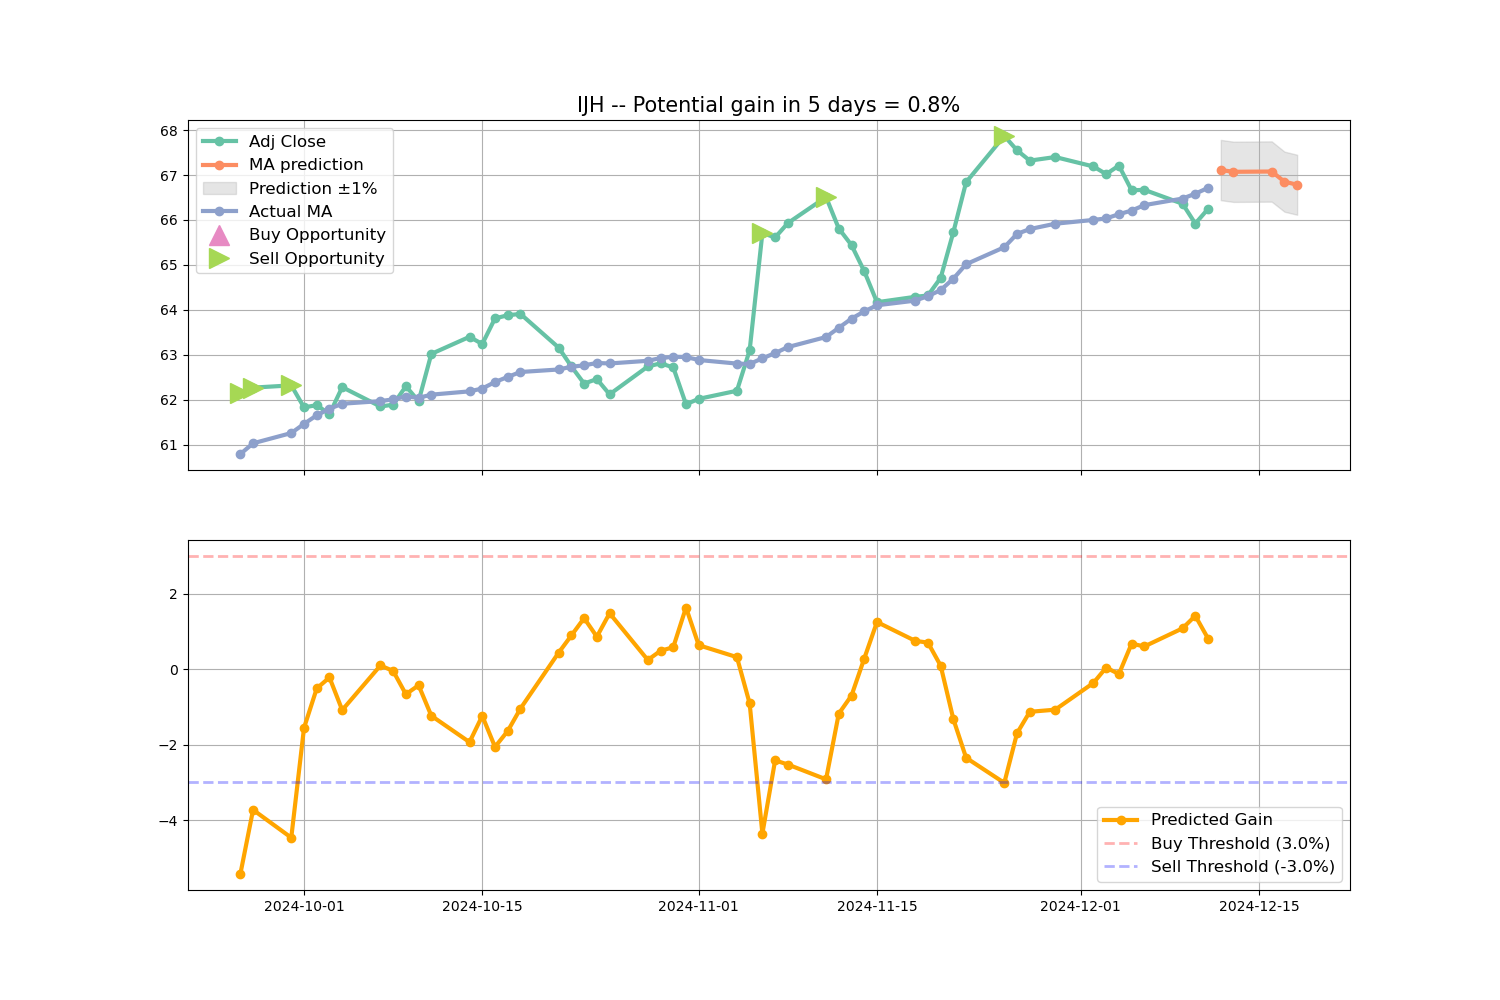 IJH -- Potential gain in 5 days = 0.8%
68
67
66
65
64
63
62
61
Adj Close
MA prediction
Prediction ±1%
Actual MA
Buy Opportunity
Sell Opportunity
2
0
−2
−4
Predicted Gain
Buy Threshold (3.0%)
Sell Threshold (-3.0%)
2024-10-01
2024-10-15
2024-11-01
2024-11-15
2024-12-01
2024-12-15